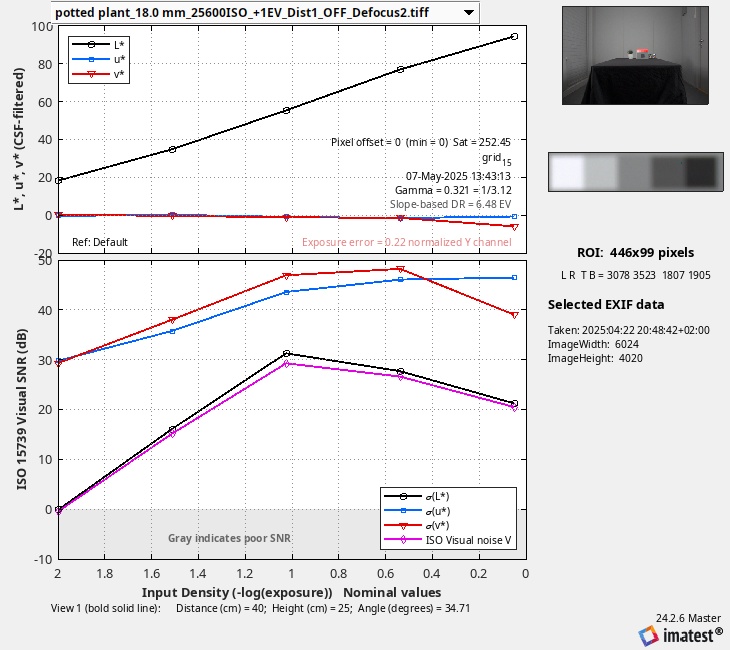 potted plant_18.0 mm_25600ISO_+1EV_Dist1_OFF_Defocus2.tiff
100
80
60
40
20
0
-20
L*, u*, v* (CSF-filtered)
L*
u*
v*
Pixel offset = 0  (min = 0)  Sat = 252.45
grid15
07-May-2025 13:43:13
Gamma = 0.321 = 1/3.12
Slope-based DR = 6.48 EV
Ref: Default
Exposure error = 0.22 normalized Y channel
50
40
30
20
10
0
-10
ISO 15739 Visual SNR (dB)
σ(L*)
σ(u*)
σ(v*)
ISO Visual noise V
Gray indicates poor SNR
2 1.8 1.6 1.4 1.2 1 0.8 0.6 0.4 0.2 0
Input Density (-log(exposure))   Nominal values
View 1 (bold solid line):     Distance (cm) = 40;  Height (cm) = 25;  Angle (degrees) = 34.71
ROI:  446x99 pixels
L R  T B = 3078 3523  1807 1905
Selected EXIF data
Taken: 2025:04:22 20:48:42+02:00
ImageWidth:  6024
ImageHeight:  4020
24.2.6 Master
imatest®